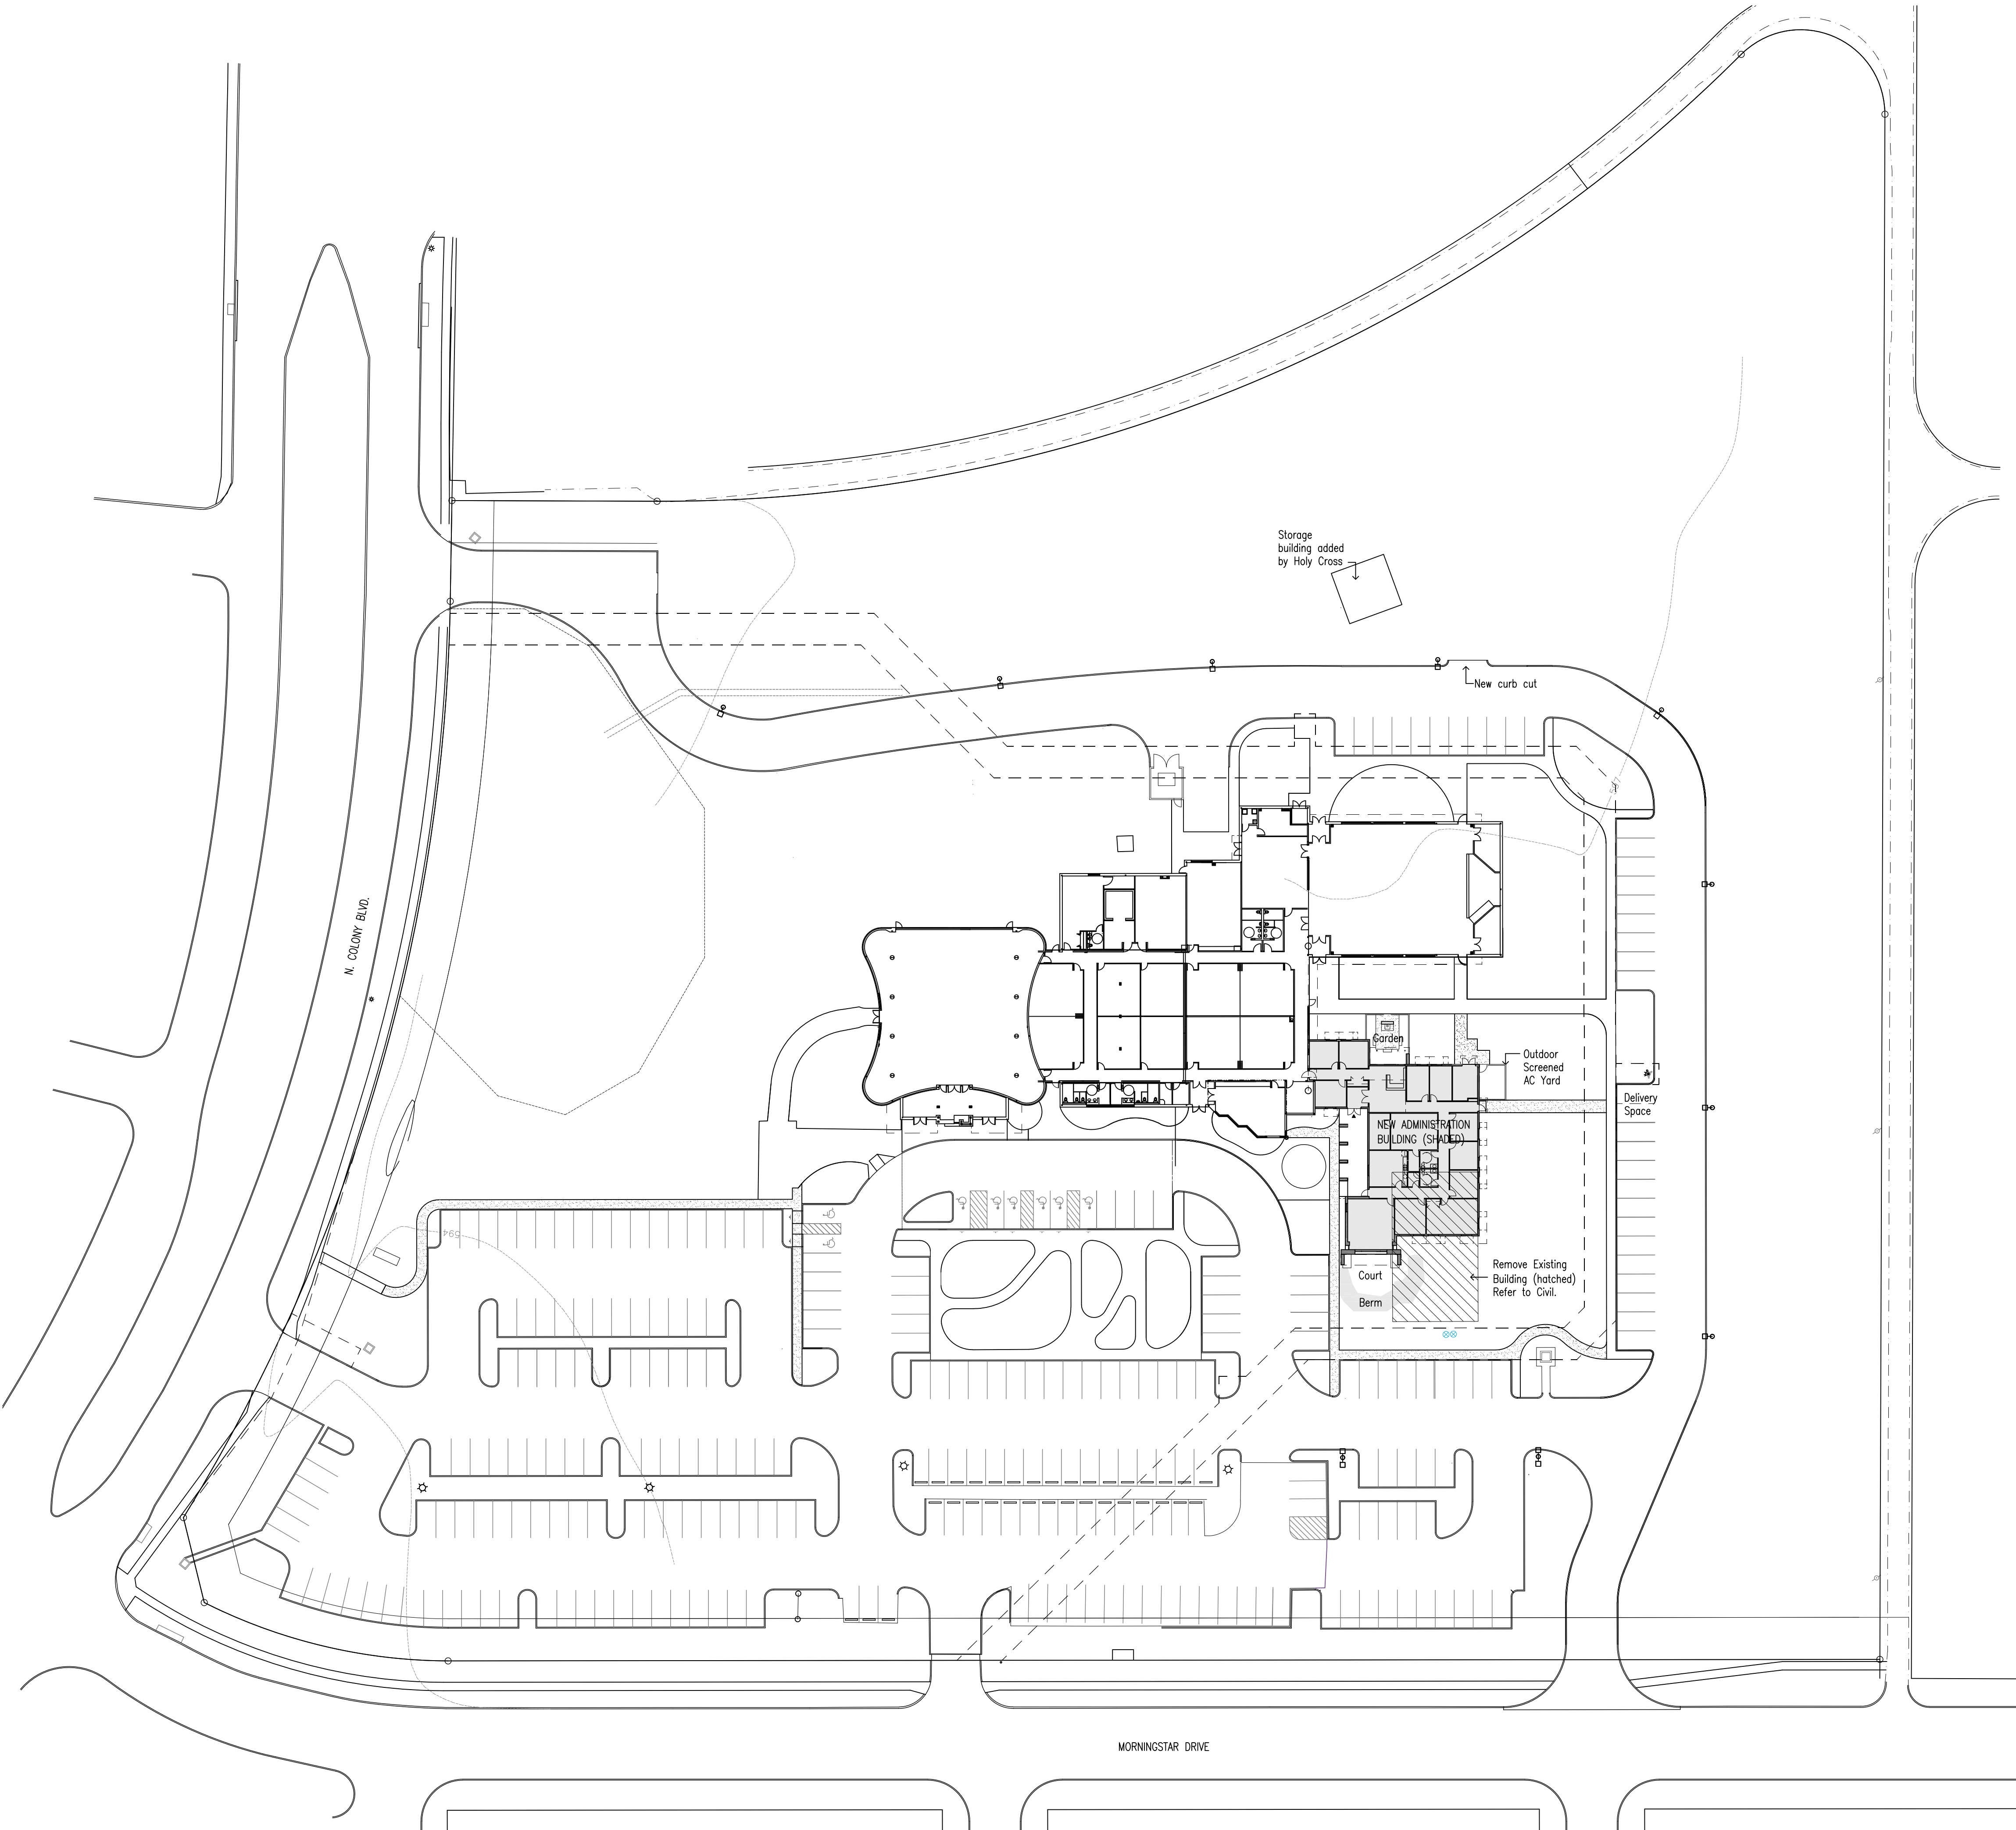 Storage
building added
by Holy Cross
New curb cut
N. COLONY BLVD.
Garden
Outdoor
Screened
AC Yard
Delivery
Space
NEW ADMINISTRATION
BUILDING (SHADED)
594
Remove Existing
Building (hatched)
Refer to Civil.
Court
Berm
MORNINGSTAR DRIVE